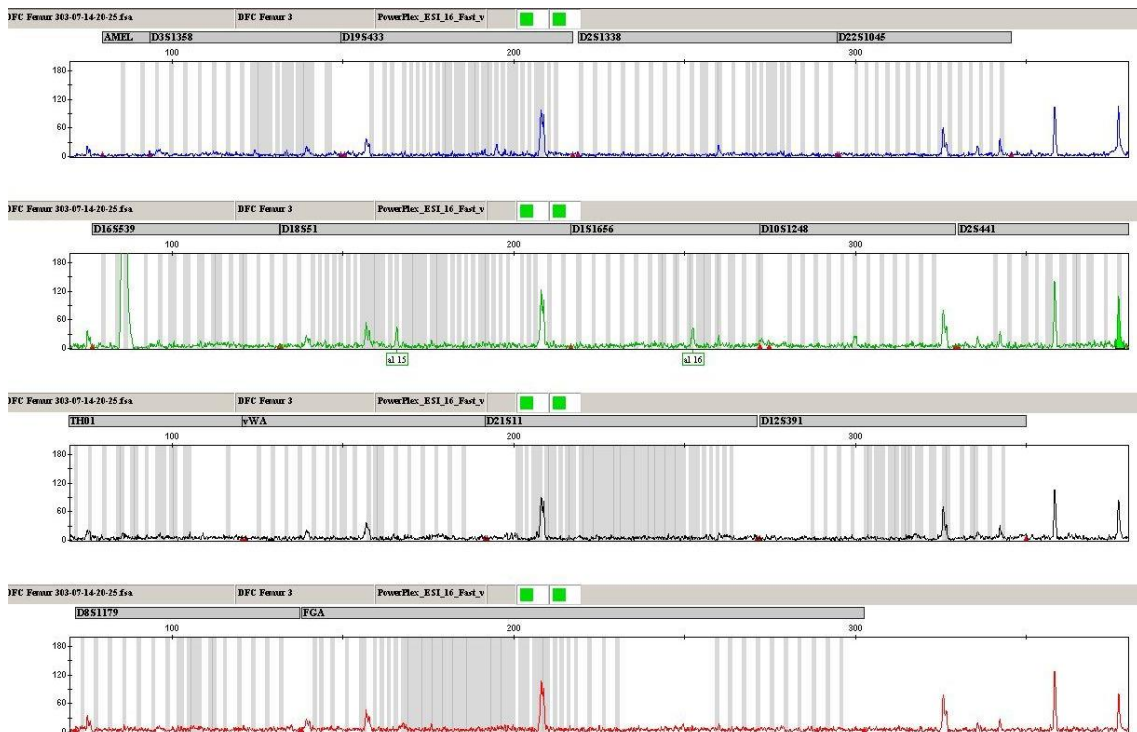 DFC Femur 303-07-14-20-25.fsa DFC Femur 3 PowerPlex_ESI_16_Fast_v
AMEL D3S1358 D19S433 D2S1338 D22S1045
100 200 300
180
120
60
0
DFC Femur 303-07-14-20-25.fsa DFC Femur 3 PowerPlex_ESI_16_Fast_v
D16S539 D18S51 D1S1656 D10S1248 D2S441
100 200 300
180
120
60
0
al 15 al 16
DFC Femur 303-07-14-20-25.fsa DFC Femur 3 PowerPlex_ESI_16_Fast_v
TH01 vWA D21S11 D12S391
100 200 300
180
120
60
0
DFC Femur 303-07-14-20-25.fsa DFC Femur 3 PowerPlex_ESI_16_Fast_v
D8S1179 FGA
100 200 300
180
120
60
0